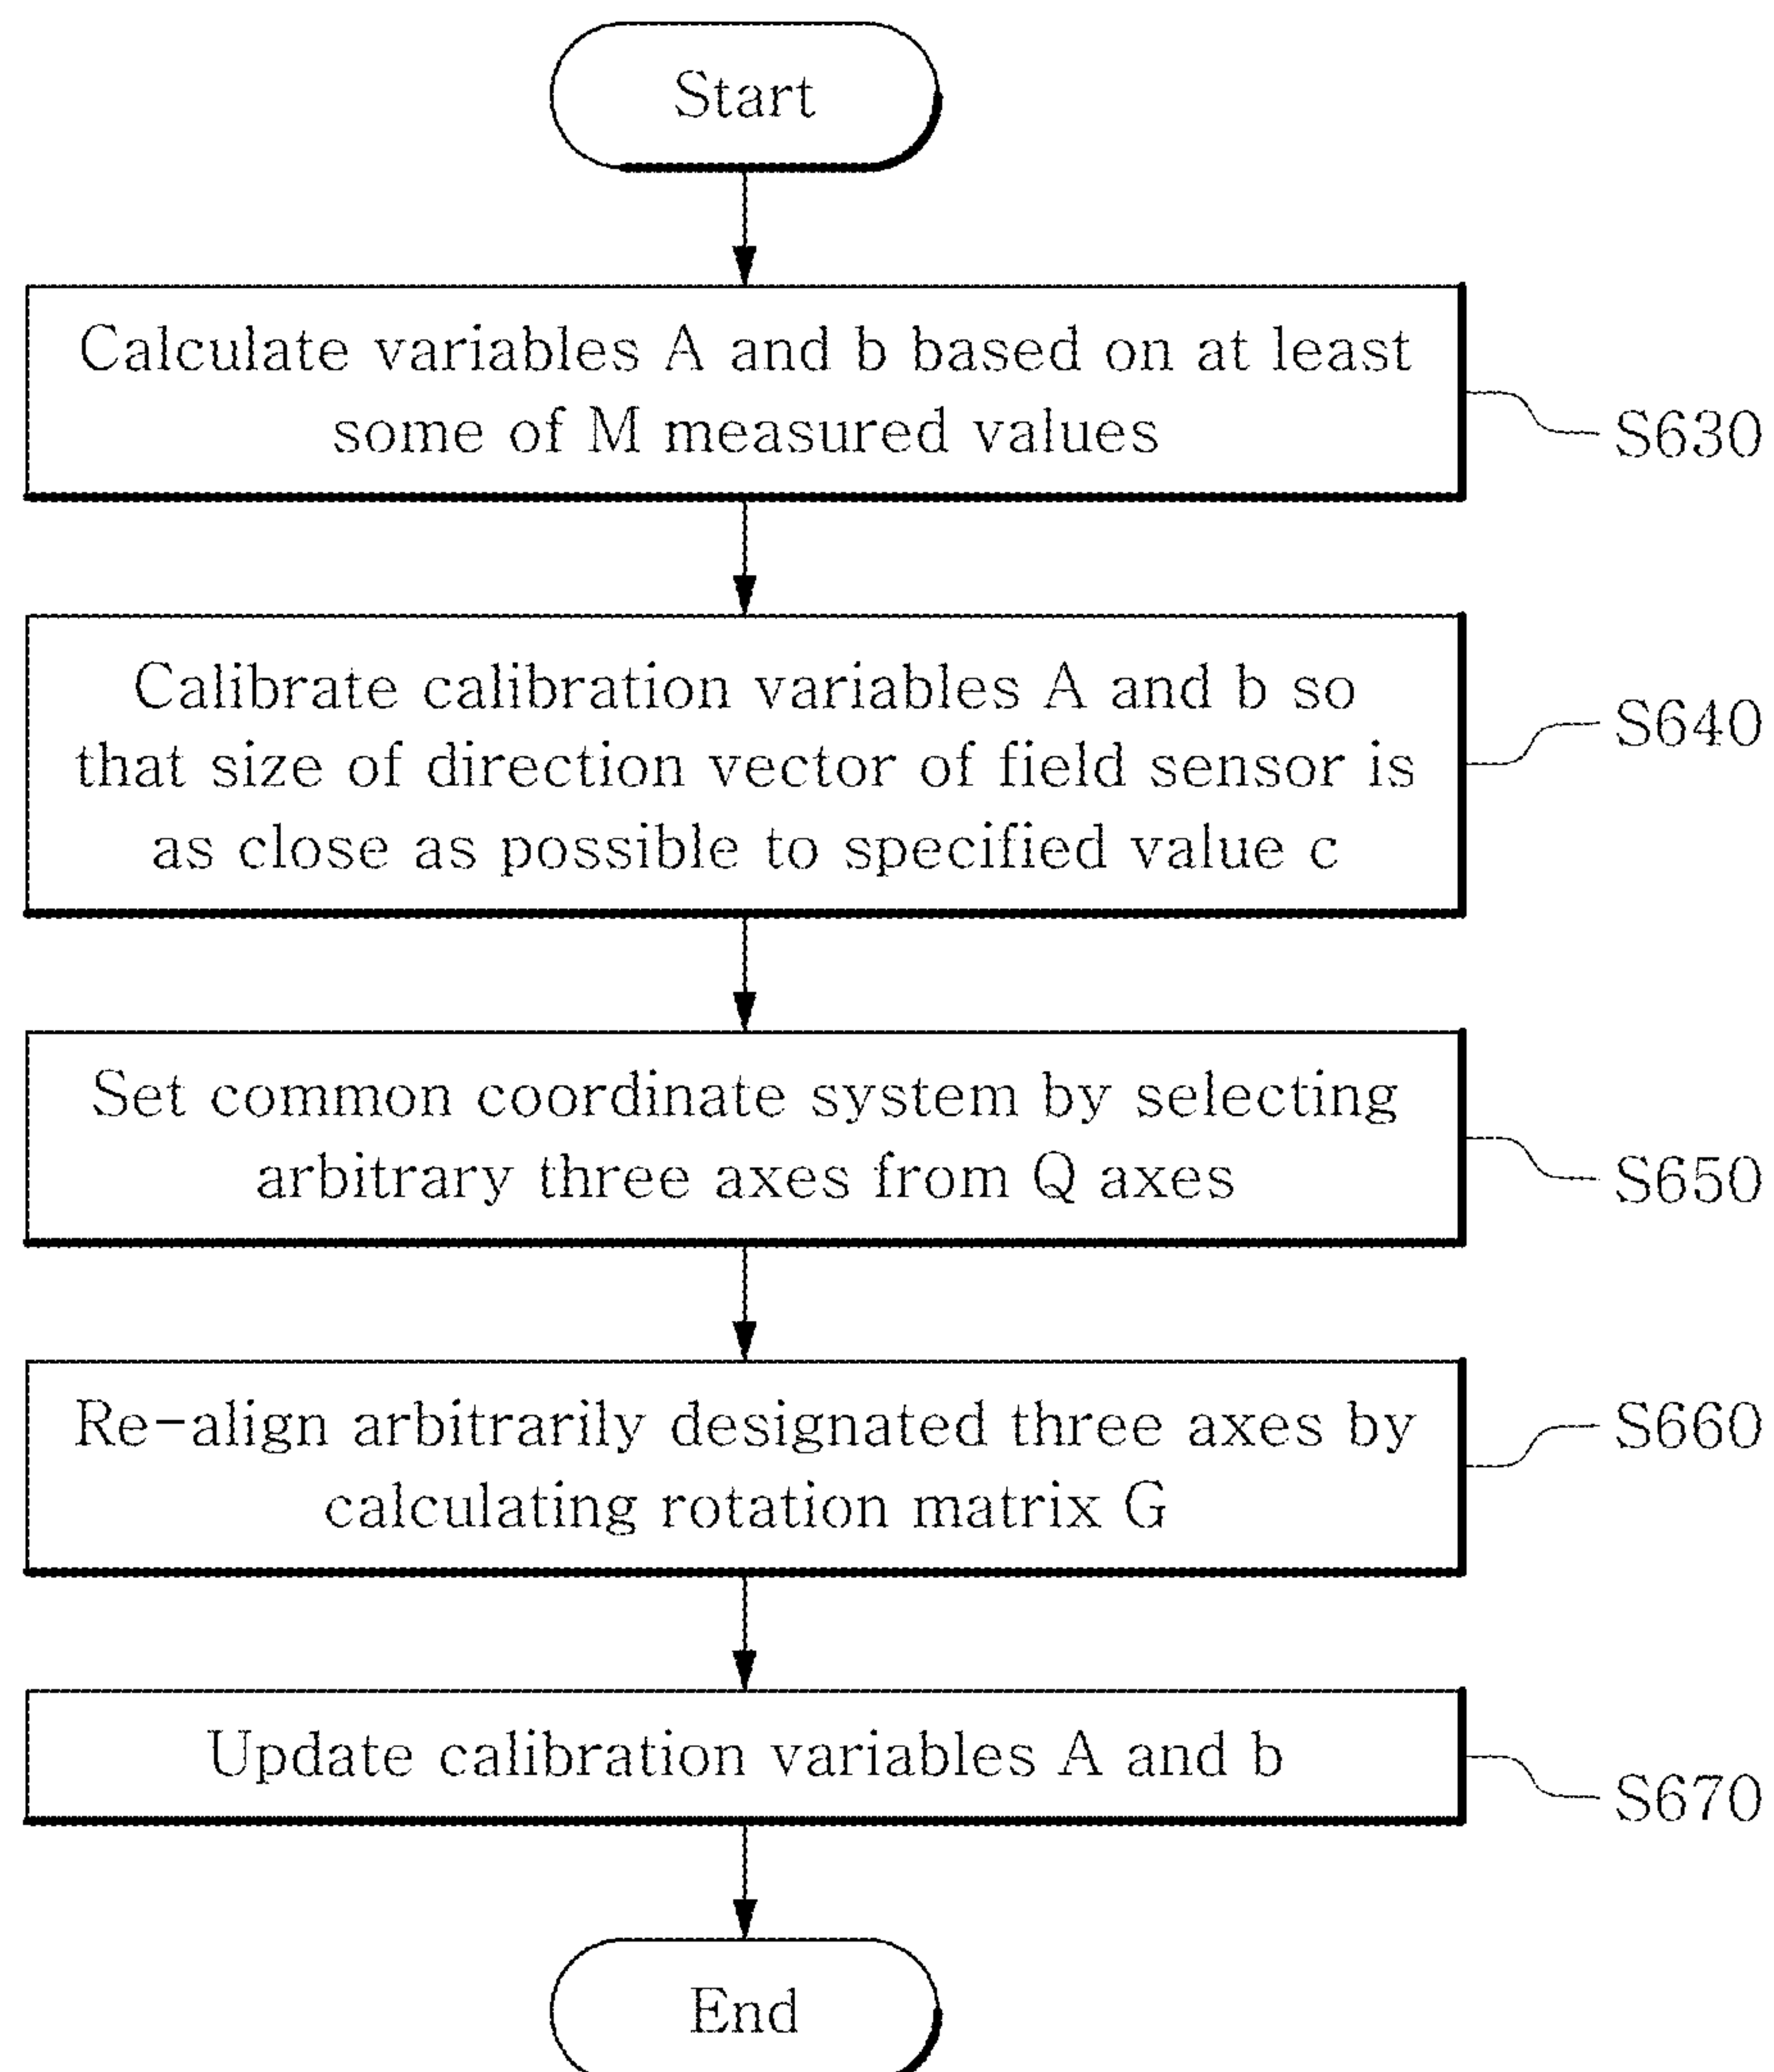 Start
Calculate variables A and b based on at least
some of M measured values
S630
Calibrate calibration variables A and b so
that size of direction vector of field sensor is
as close as possible to specified value c
S640
Set common coordinate system by selecting
arbitrary three axes from Q axes
S650
Re-align arbitrarily designated three axes by
calculating rotation matrix G
S660
Update calibration variables A and b
S670
End